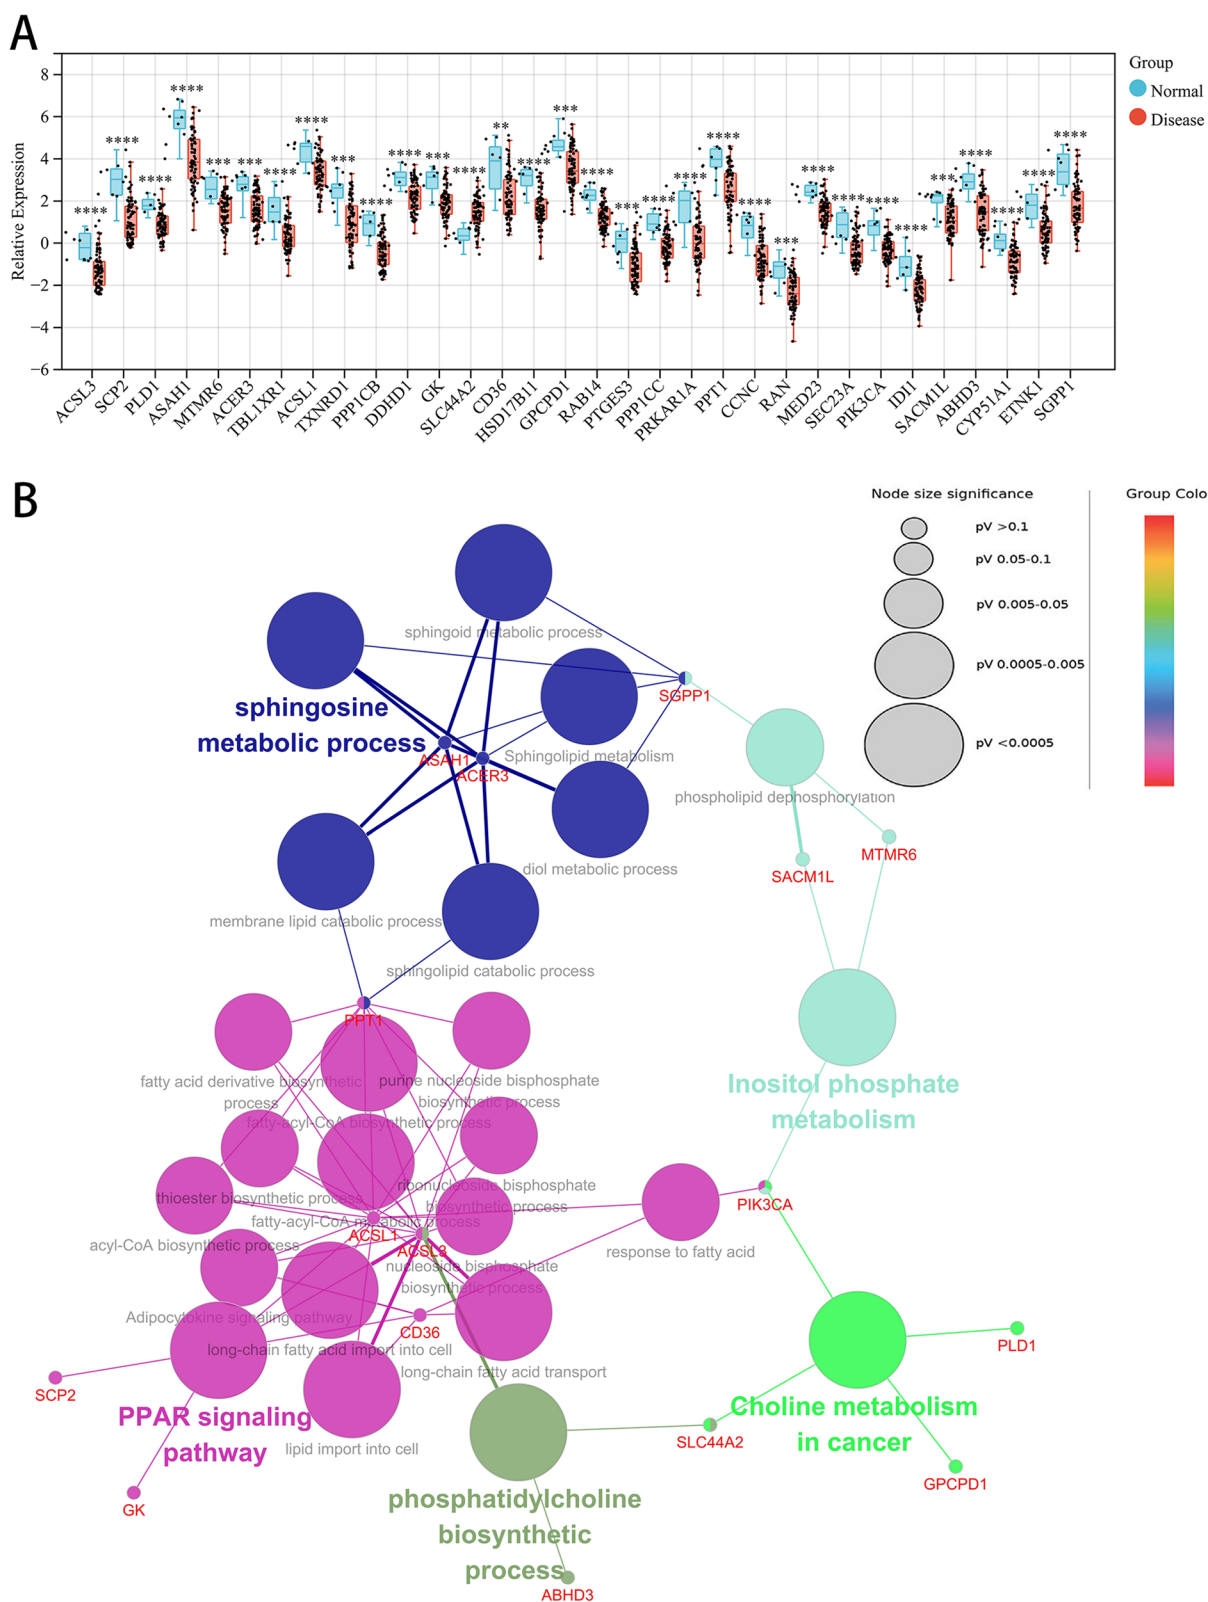 A
Group
Normal
Disease
Relative Expression
8
6
4
2
0
−2
−4
−6
**** **** **** **** *** *** **** **** *** **** **** *** **** ** **** *** **** *** **** **** **** **** *** **** **** **** **** *** **** **** **** ****
ACSL3
SCP2
PLD1
ASAH1
MTMR6
ACER3
TBL1XR1
ACSL1
TXNRD1
PPP1CB
DDHD1
GK
SLC44A2
CD36
HSD17B11
GPCPD1
RAB14
PTGES3
PPP1CC
PRKAR1A
PPT1
CCNC
RAN
MED23
SEC23A
PIK3CA
IDI1
SACM1L
ABHD3
CYP51A1
ETNK1
SGPP1
B
Node size significance
pV >0.1
pV 0.05-0.1
pV 0.005-0.05
pV 0.0005-0.005
pV <0.0005
Group Colo
sphingoid metabolic process
sphingosine
metabolic process
SGPP1
ASAH1
ACER3
Sphingolipid metabolism
phospholipid dephosphorylation
MTMR6
SACM1L
diol metabolic process
membrane lipid catabolic process
sphingolipid catabolic process
PPT1
fatty acid derivative biosynthetic
process
purine nucleoside bisphosphate
biosynthetic process
fatty-acyl-CoA biosynthetic process
Inositol phosphate
metabolism
thioester biosynthetic process
ribonucleoside bisphosphate
biosynthetic process
fatty-acyl-CoA metabolic process
PIK3CA
ACSL1
ACSL3
acyl-CoA biosynthetic process
response to fatty acid
nucleoside bisphosphate
biosynthetic process
Adipocytokine signaling pathway
CD36
long-chain fatty acid import into cell
long-chain fatty acid transport
PLD1
SCP2
PPAR signaling
pathway
lipid import into cell
Choline metabolism
in cancer
SLC44A2
GPCPD1
GK
phosphatidylcholine
biosynthetic
process
ABHD3